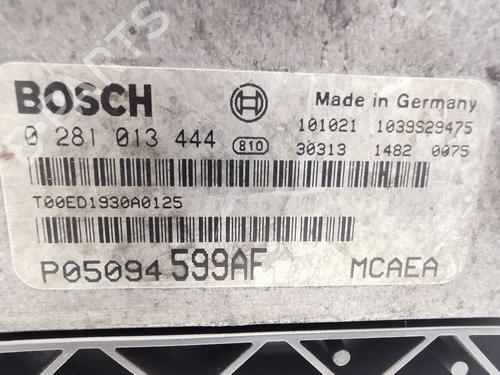 BOSCH
Made in Germany
0 281 013 444
810
101021 1039S29475
30313 1482 0075
T00ED1930A0125
P05094 599AF MCAEA